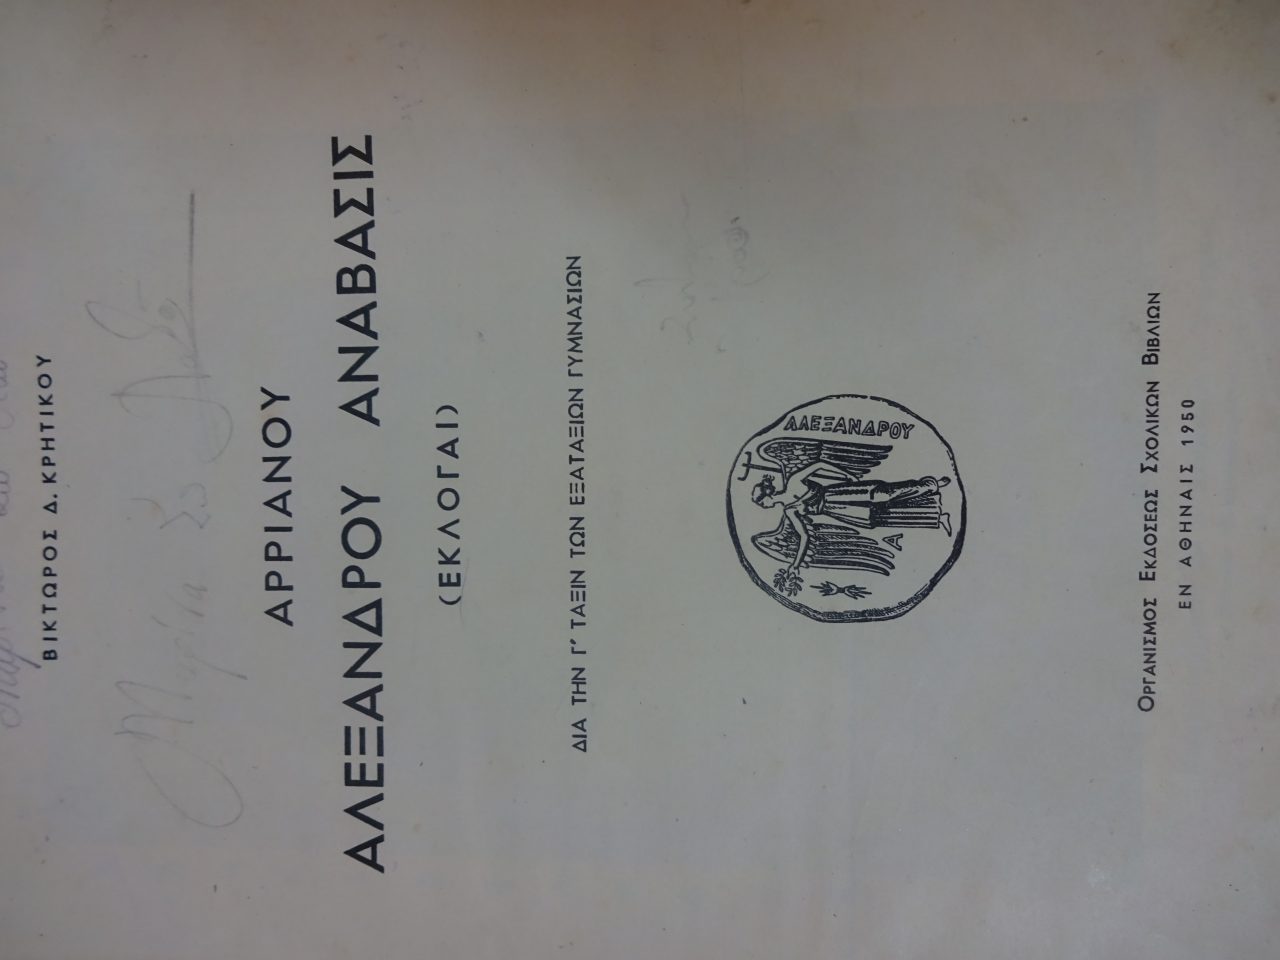 ΒΙΚΤΩΡΟΣ Δ. ΚΡΗΤΙΚΟΥ
Μαρίνα
ΑΡΡΙΑΝΟΥ
ΑΛΕΞΑΝΔΡΟΥ ΑΝΑΒΑΣΙΣ
(ΕΚΛΟΓΑΙ)
ΔΙΑ ΤΗΝ Γ′ ΤΑΞΙΝ ΤΩΝ ΕΞΑΤΑΞΙΩΝ ΓΥΜΝΑΣΙΩΝ
ΑΛΕΞΑΝΔΡΟΥ
Α
ΟΡΓΑΝΙΣΜΟΣ ΕΚΔΟΣΕΩΣ ΣΧΟΛΙΚΩΝ ΒΙΒΛΙΩΝ
ΕΝ ΑΘΗΝΑΙΣ 1950